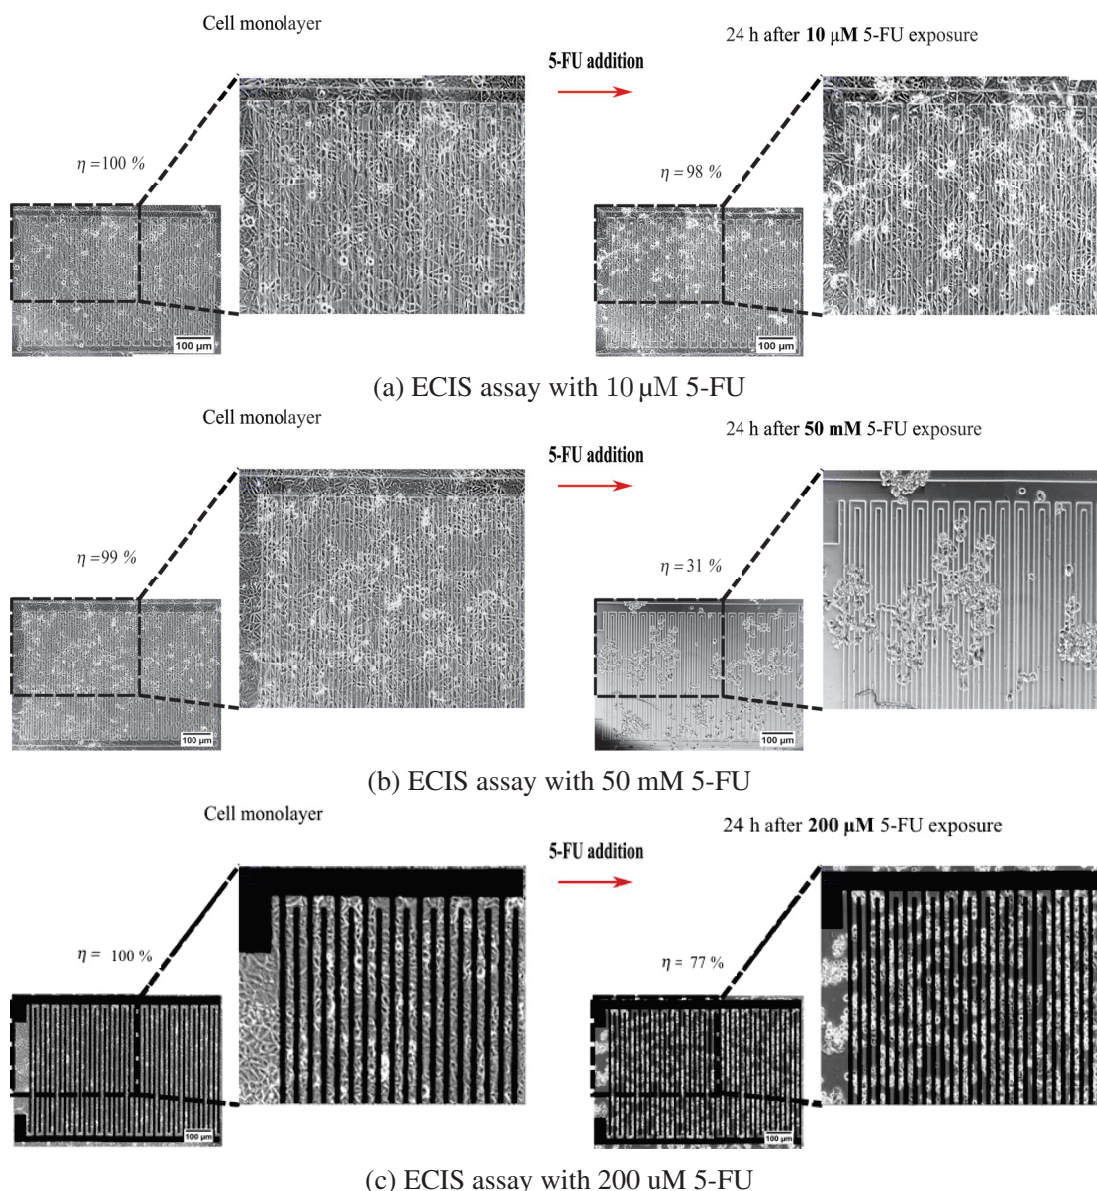 Cell monolayer
24 h after 10 µM 5-FU exposure
5-FU addition
η = 100 %
η = 98 %
100 µm
100 µm
(a) ECIS assay with 10 µM 5-FU
Cell monolayer
24 h after 50 mM 5-FU exposure
5-FU addition
η = 99 %
η = 31 %
100 µm
100 µm
(b) ECIS assay with 50 mM 5-FU
Cell monolayer
24 h after 200 µM 5-FU exposure
5-FU addition
η = 100 %
η = 77 %
100 µm
100 µm
(c) ECIS assay with 200 uM 5-FU